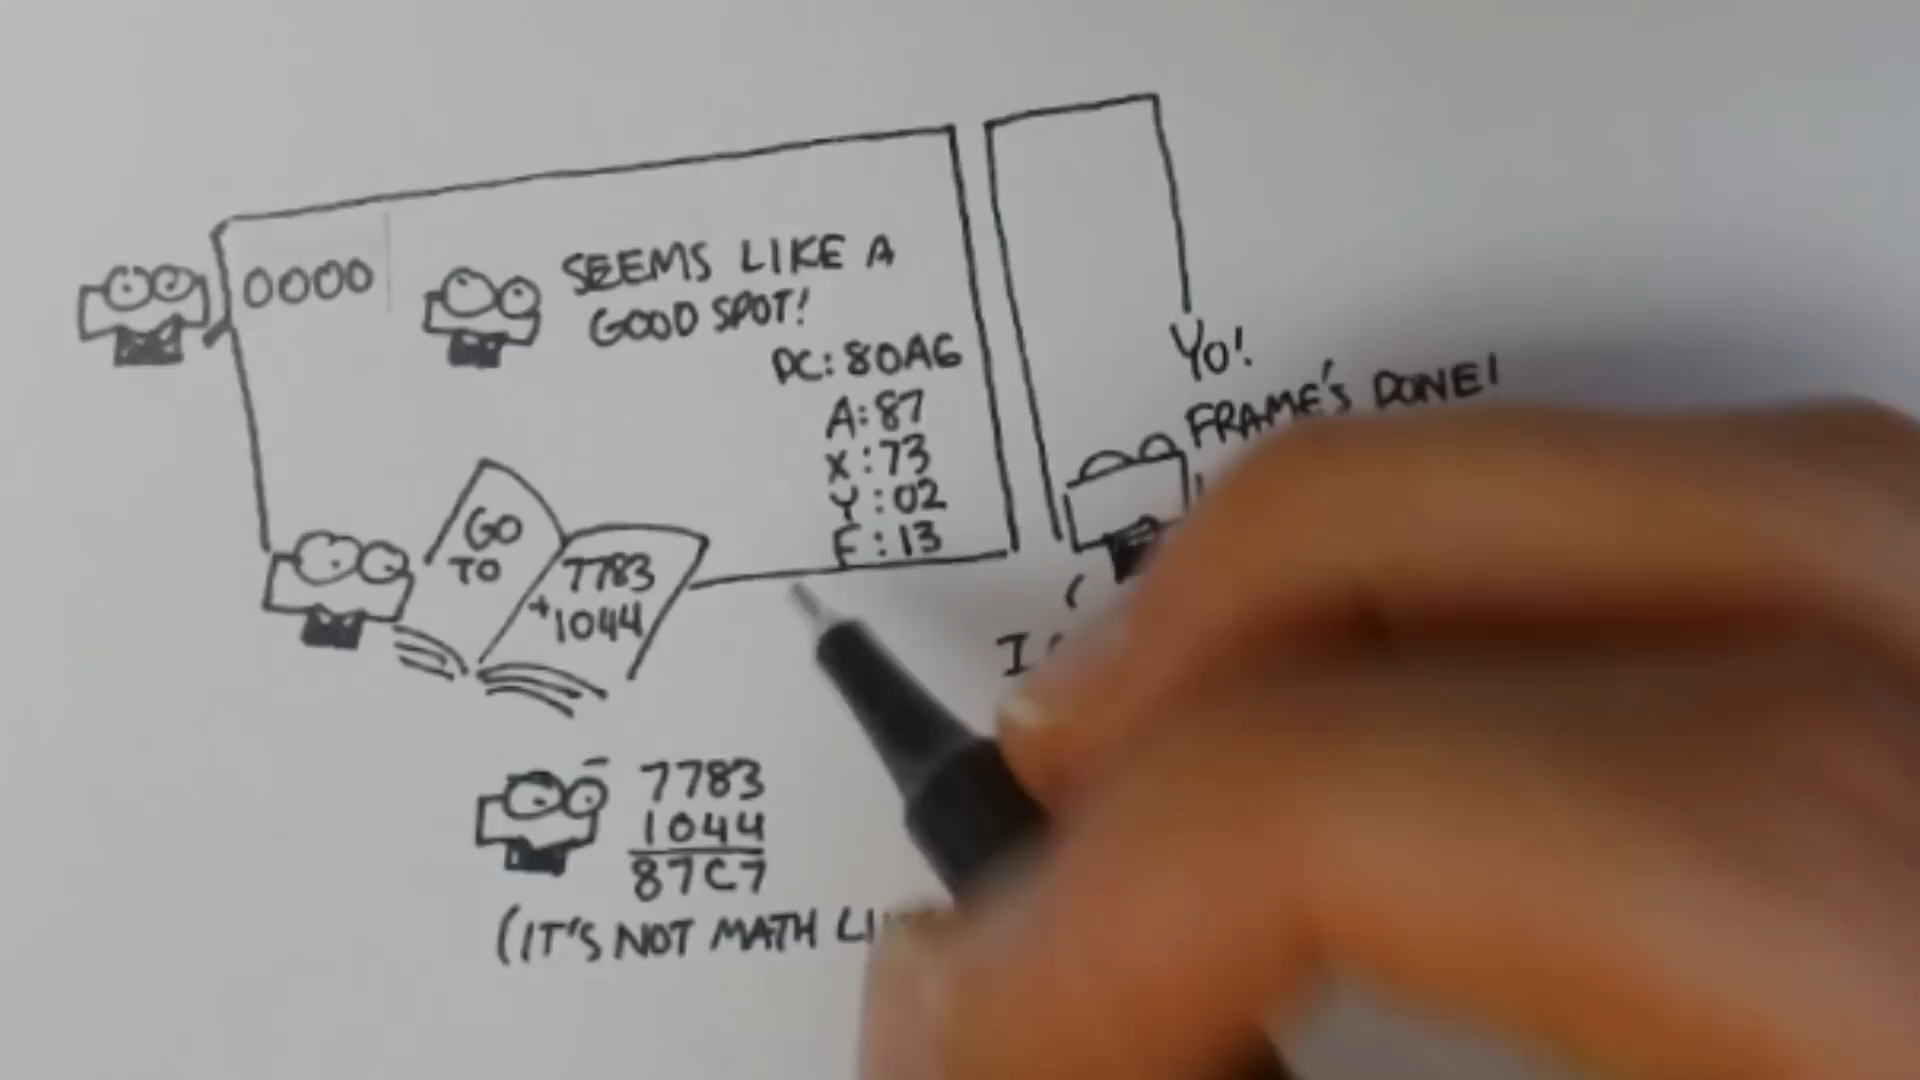 0000
SEEMS LIKE A
GOOD SPOT!
PC: 80A6
A: 87
X: 73
Y: 02
F: 13
YO!
FRAME'S DONE!
GO
TO
7783
+1044
7783
1044
87C7
(IT'S NOT MATH